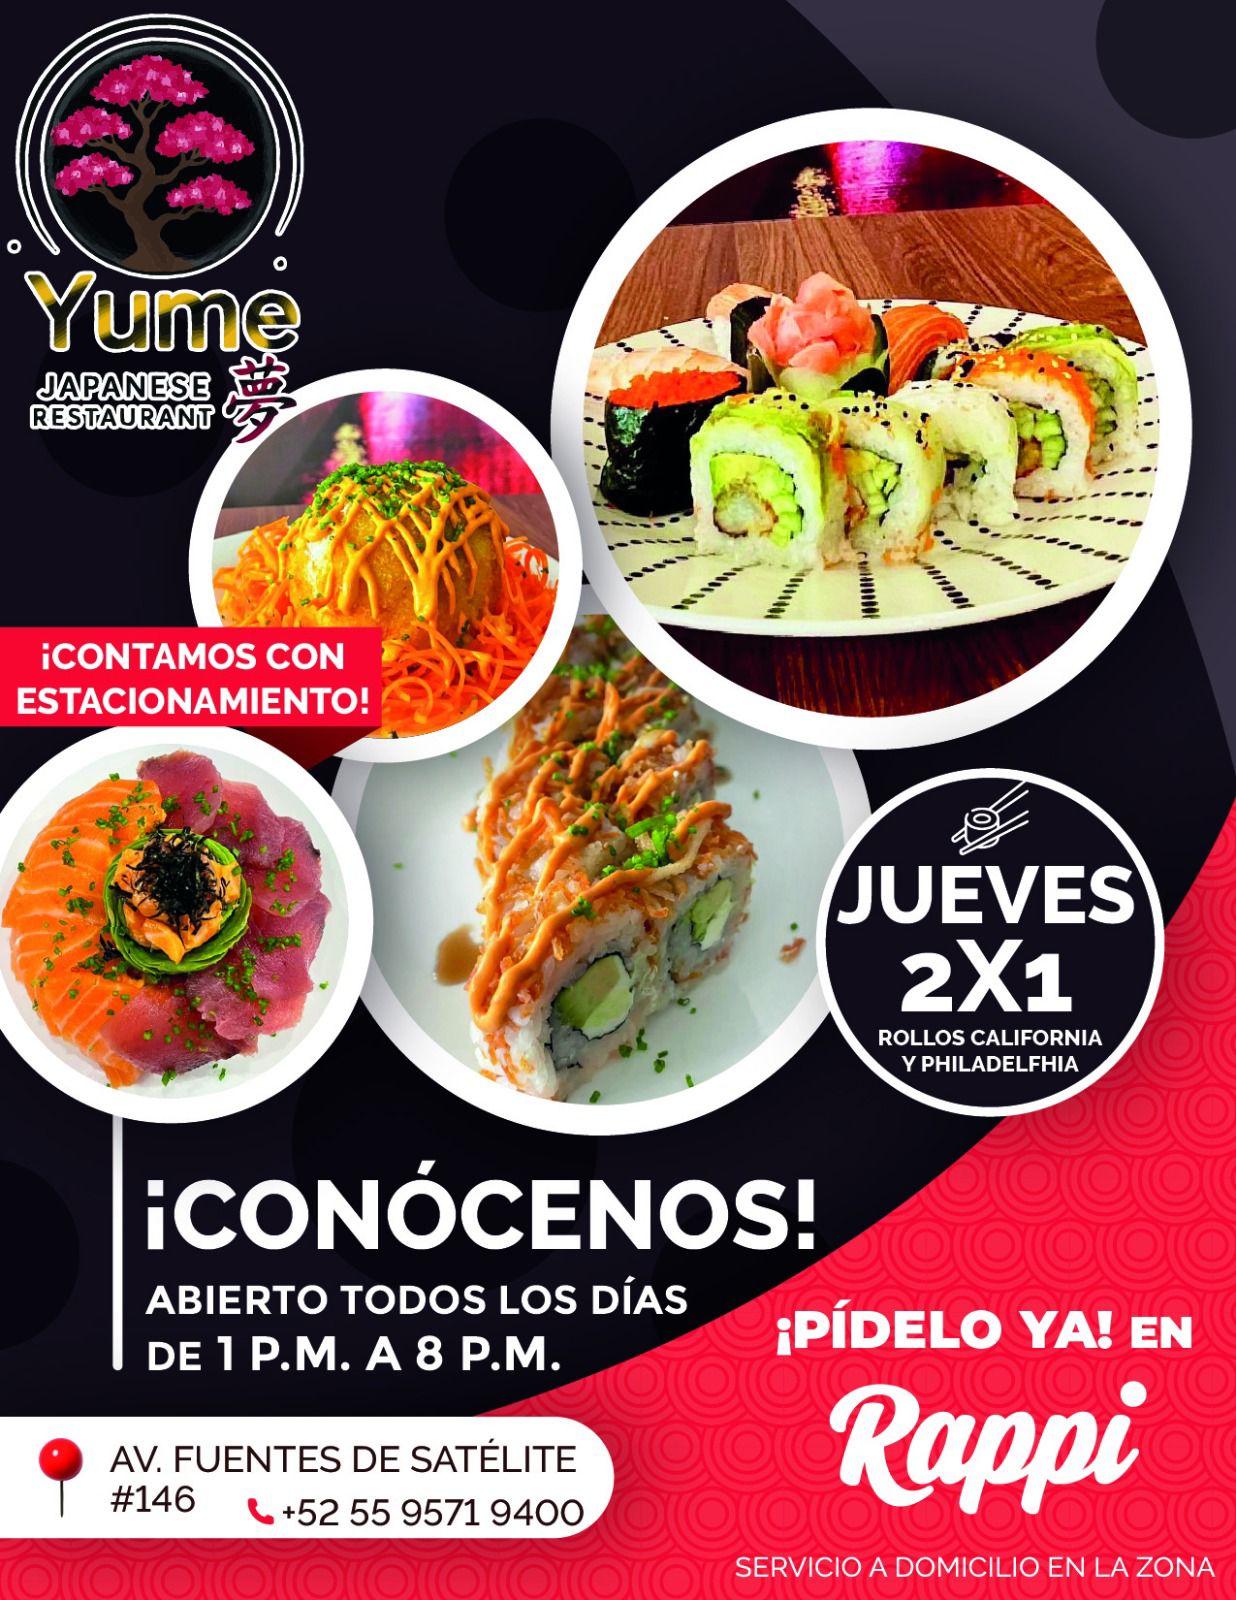 Yume
JAPANESE
RESTAURANT
夢
¡CONTAMOS CON
ESTACIONAMIENTO!
JUEVES
2X1
ROLLOS CALIFORNIA
Y PHILADELFHIA
¡CONÓCENOS!
ABIERTO TODOS LOS DÍAS
DE 1 P.M. A 8 P.M.
¡PÍDELO YA! EN
Rappi
AV. FUENTES DE SATÉLITE
#146
+52 55 9571 9400
SERVICIO A DOMICILIO EN LA ZONA